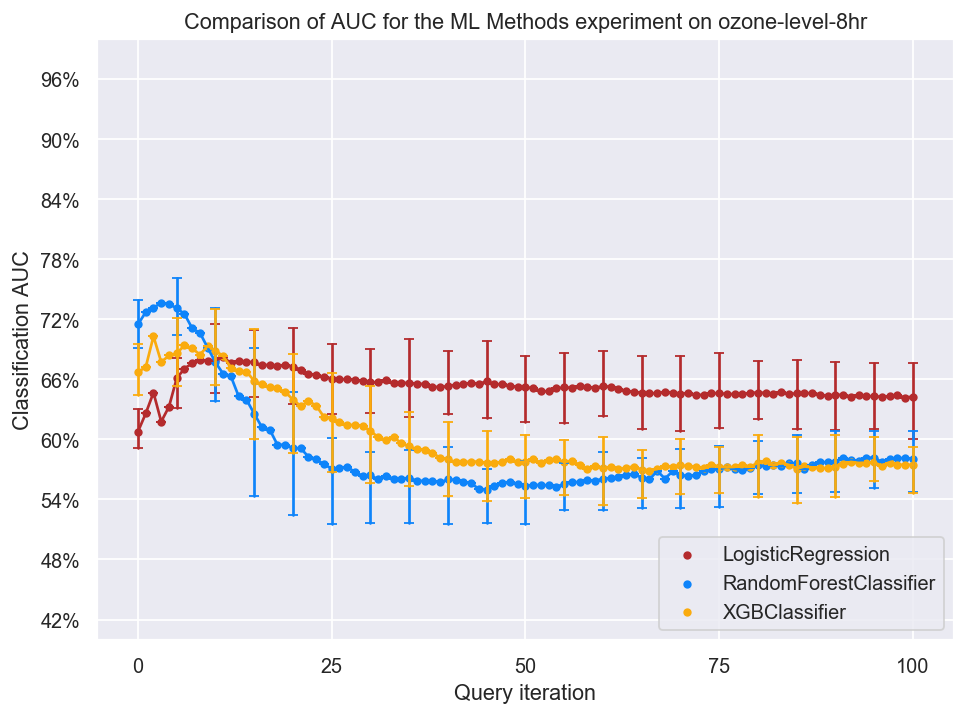 Comparison of AUC for the ML Methods experiment on ozone-level-8hr
96%
90%
84%
78%
72%
66%
60%
54%
48%
42%
Classification AUC
LogisticRegression
RandomForestClassifier
XGBClassifier
0
25
50
75
100
Query iteration